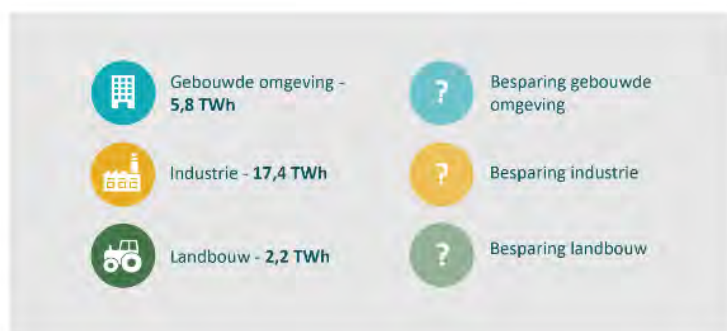 Gebouwde omgeving -
5,8 TWh
?
Besparing gebouwde
omgeving
Industrie - 17,4 TWh
?
Besparing industrie
Landbouw - 2,2 TWh
?
Besparing landbouw